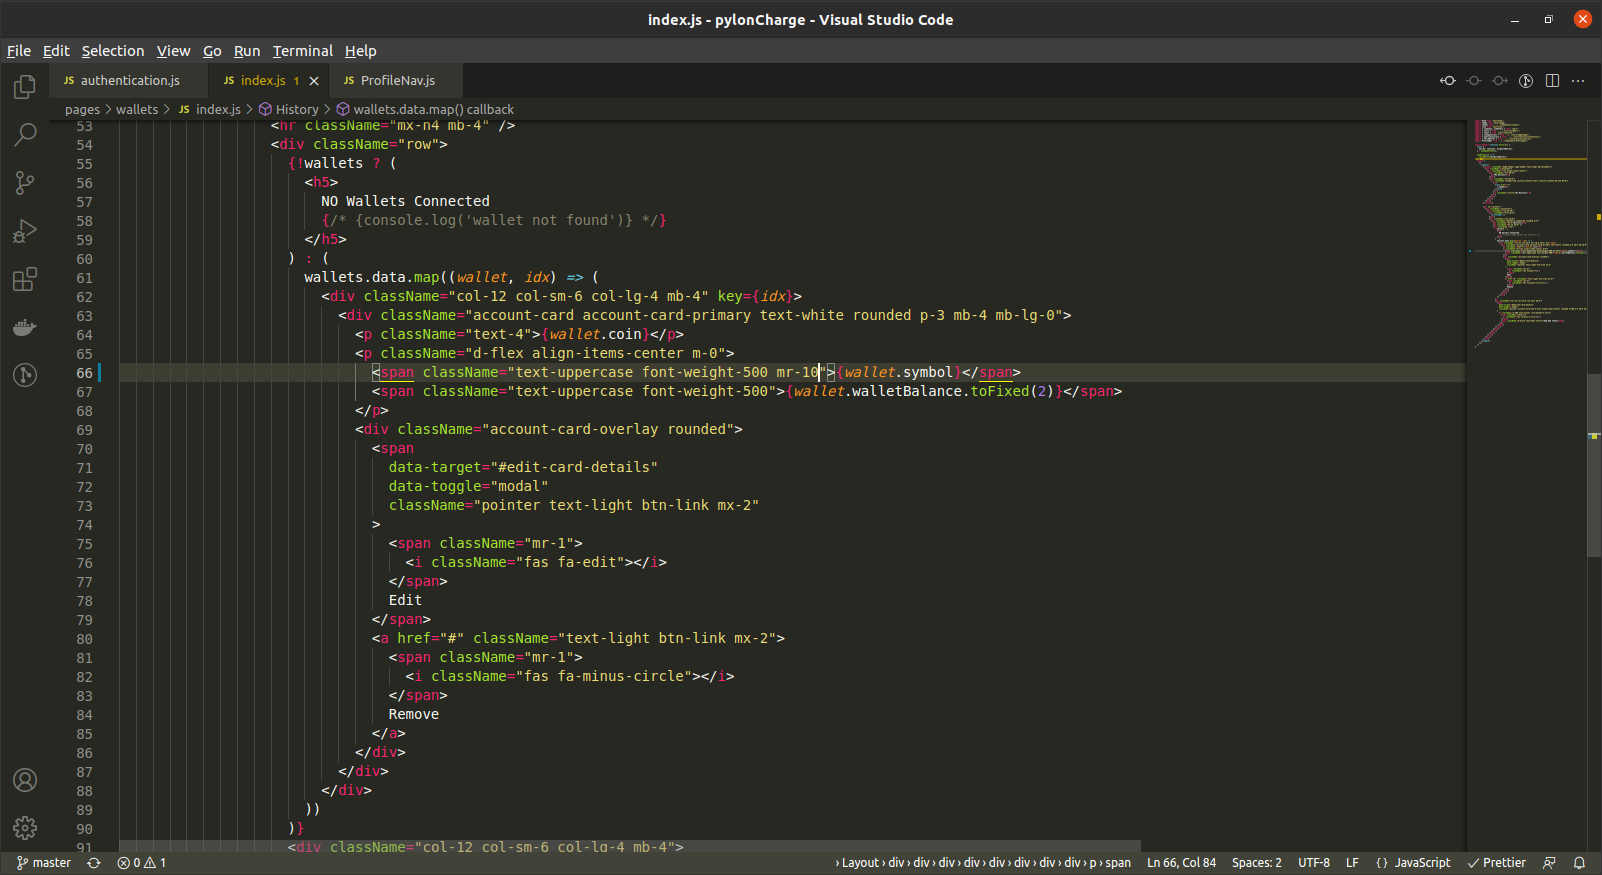 index.js - pylonCharge - Visual Studio Code
File Edit Selection View Go Run Terminal Help
JS authentication.js JS index.js 1 JS ProfileNav.js
pages > wallets > JS index.js > History > wallets.data.map() callback
53 <hr className="mx-n4 mb-4" />
54 <div className="row">
55 {!wallets ? (
56 <h5>
57 NO Wallets Connected
58 {/* {console.log('wallet not found')} */}
59 </h5>
60 ) : (
61 wallets.data.map((wallet, idx) => (
62 <div className="col-12 col-sm-6 col-lg-4 mb-4" key={idx}>
63 <div className="account-card account-card-primary text-white rounded p-3 mb-4 mb-lg-0">
64 <p className="text-4">{wallet.coin}</p>
65 <p className="d-flex align-items-center m-0">
66 <span className="text-uppercase font-weight-500 mr-10">{wallet.symbol}</span>
67 <span className="text-uppercase font-weight-500">{wallet.walletBalance.toFixed(2)}</span>
68 </p>
69 <div className="account-card-overlay rounded">
70 <span
71 data-target="#edit-card-details"
72 data-toggle="modal"
73 className="pointer text-light btn-link mx-2"
74 >
75 <span className="mr-1">
76 <i className="fas fa-edit"></i>
77 </span>
78 Edit
79 </span>
80 <a href="#" className="text-light btn-link mx-2">
81 <span className="mr-1">
82 <i className="fas fa-minus-circle"></i>
83 </span>
84 Remove
85 </a>
86 </div>
87 </div>
88 </div>
89 ))
90 )}
91 <div className="col-12 col-sm-6 col-lg-4 mb-4">
master 0 1 › Layout › div › div › div › div › div › div › div › div › p › span Ln 66, Col 84 Spaces: 2 UTF-8 LF {} JavaScript ✓ Prettier